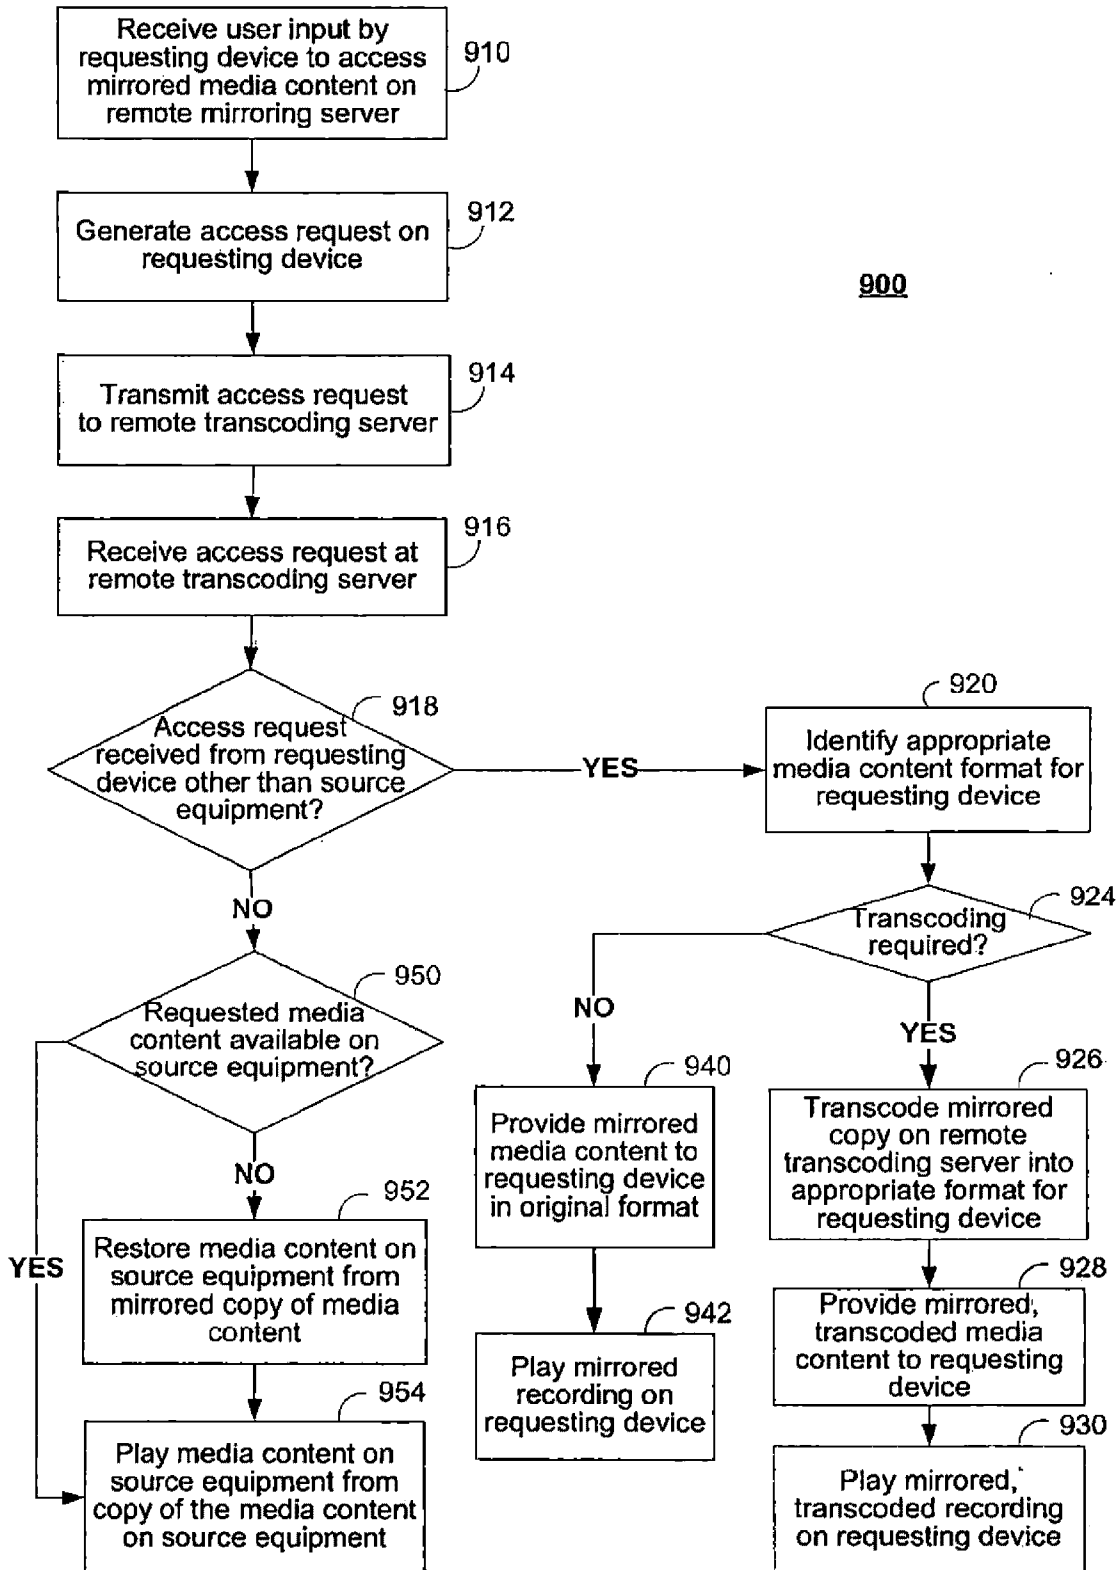 Receive user input by
requesting device to access
mirrored media content on
remote mirroring server
910
Generate access request on
requesting device
912
900
Transmit access request
to remote transcoding server
914
Receive access request at
remote transcoding server
916
Access request
received from requesting
device other than source
equipment?
918
YES
920
Identify appropriate
media content format for
requesting device
NO
924
Transcoding
required?
950
Requested media
content available on
source equipment?
NO
YES
940
Provide mirrored
media content to
requesting device
in original format
926
Transcode mirrored
copy on remote
transcoding server into
appropriate format for
requesting device
NO
YES
952
Restore media content on
source equipment from
mirrored copy of media
content
942
Play mirrored
recording on
requesting device
928
Provide mirrored,
transcoded media
content to requesting
device
954
Play media content on
source equipment from
copy of the media content
on source equipment
930
Play mirrored,
transcoded recording
on requesting device